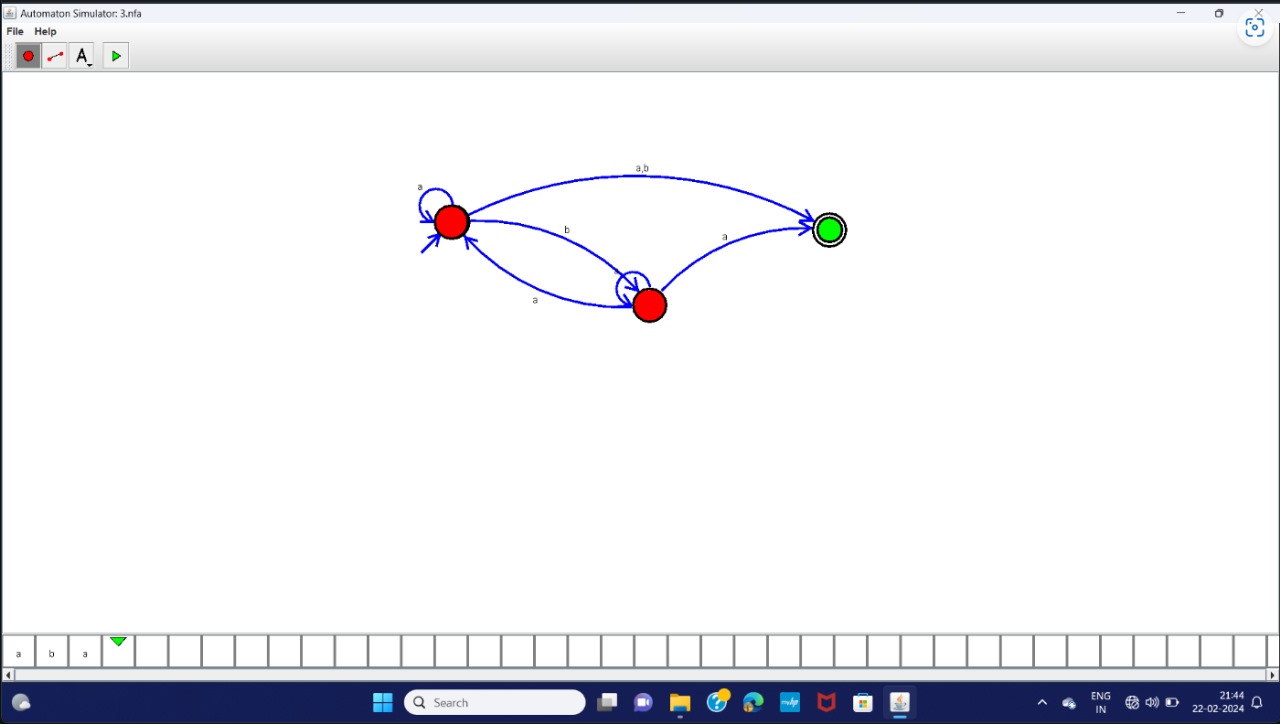 Automaton Simulator: 3.nfa
File Help
A
a,b
a
b
a
a
a b a
Search
ENG
IN
21:44
22-02-2024